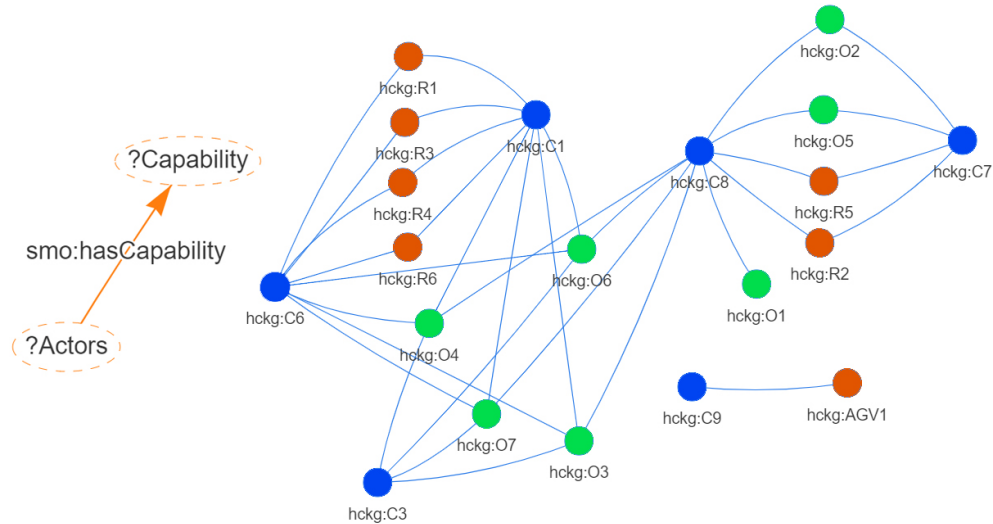 ?Capability
smo:hasCapability
?Actors
hckg:R1
hckg:R3
hckg:R4
hckg:R6
hckg:C1
hckg:C6
hckg:O6
hckg:O4
hckg:O7
hckg:O3
hckg:C3
hckg:O2
hckg:O5
hckg:C8
hckg:C7
hckg:R5
hckg:R2
hckg:O1
hckg:C9
hckg:AGV1